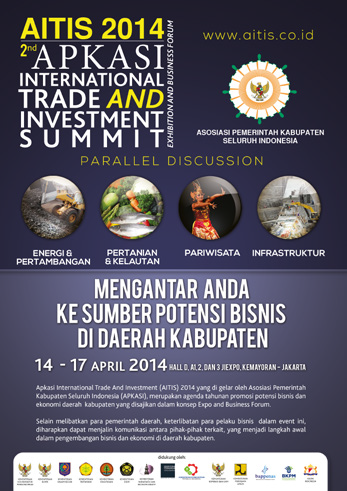 AITIS 2014
2nd APKASI
INTERNATIONAL
TRADE AND
INVESTMENT
SUMMIT
EXHIBITION AND BUSINESS FORUM
www.aitis.co.id
ASOSIASI PEMERINTAH KABUPATEN
SELURUH INDONESIA
PARALLEL DISCUSSION
ENERGI &
PERTAMBANGAN
PERTANIAN
& KELAUTAN
PARIWISATA
INFRASTRUKTUR
MENGANTAR ANDA
KE SUMBER POTENSI BISNIS
DI DAERAH KABUPATEN
14 - 17 APRIL 2014 HALL D, A1,2, DAN 3 JIEXPO, KEMAYORAN - JAKARTA
Apkasi International Trade And Investment (AITIS) 2014 yang di gelar oleh Asosiasi Pemerintah
Kabupaten Seluruh Indonesia (APKASI), merupakan agenda tahunan promosi potensi bisnis dan
ekonomi daerah kabupaten yang disajikan dalam konsep Expo and Business Forum.
Selain melibatkan para pemerintah daerah, keterlibatan para pelaku bisnis dalam event ini,
diharapkan dapat menjalin komunikasi antara pihak-pihak terkait, yang menjadi langkah awal
dalam pengembangan bisnis dan ekonomi di daerah kabupaten.
didukung oleh:
bappenas
BKPM